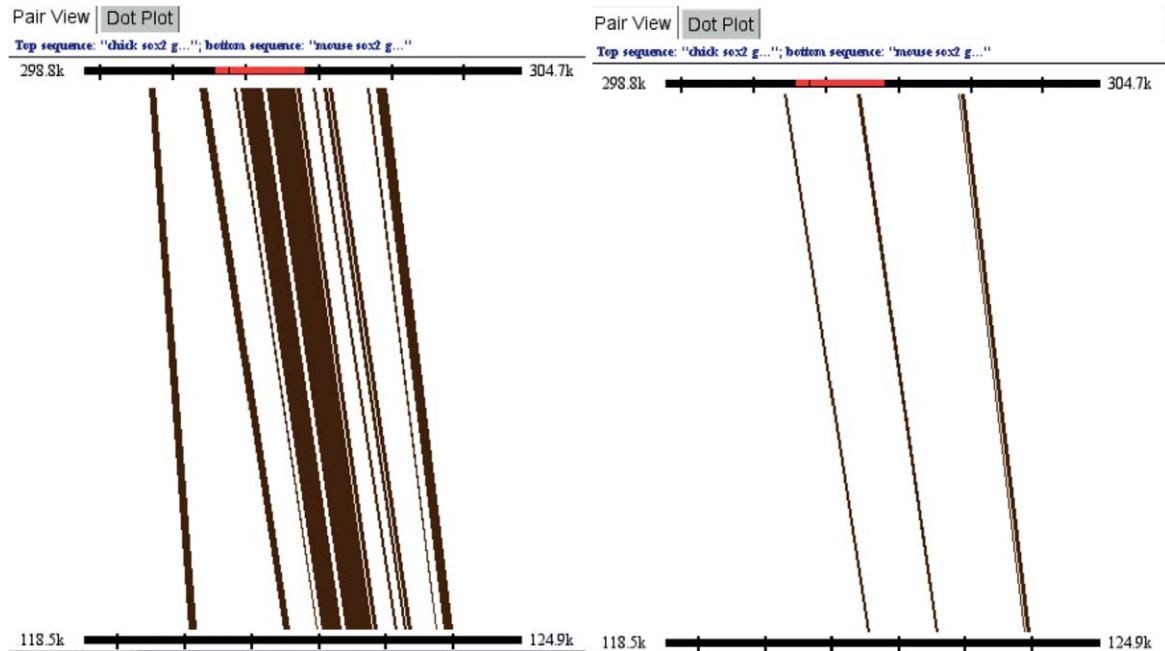 Pair View Dot Plot
Top sequence: "chick sox2 g..."; bottom sequence: "mouse sox2 g..."
298.8k 304.7k
118.5k 124.9k
Pair View Dot Plot
Top sequence: "chick sox2 g..."; bottom sequence: "mouse sox2 g..."
298.8k 304.7k
118.5k 124.9k